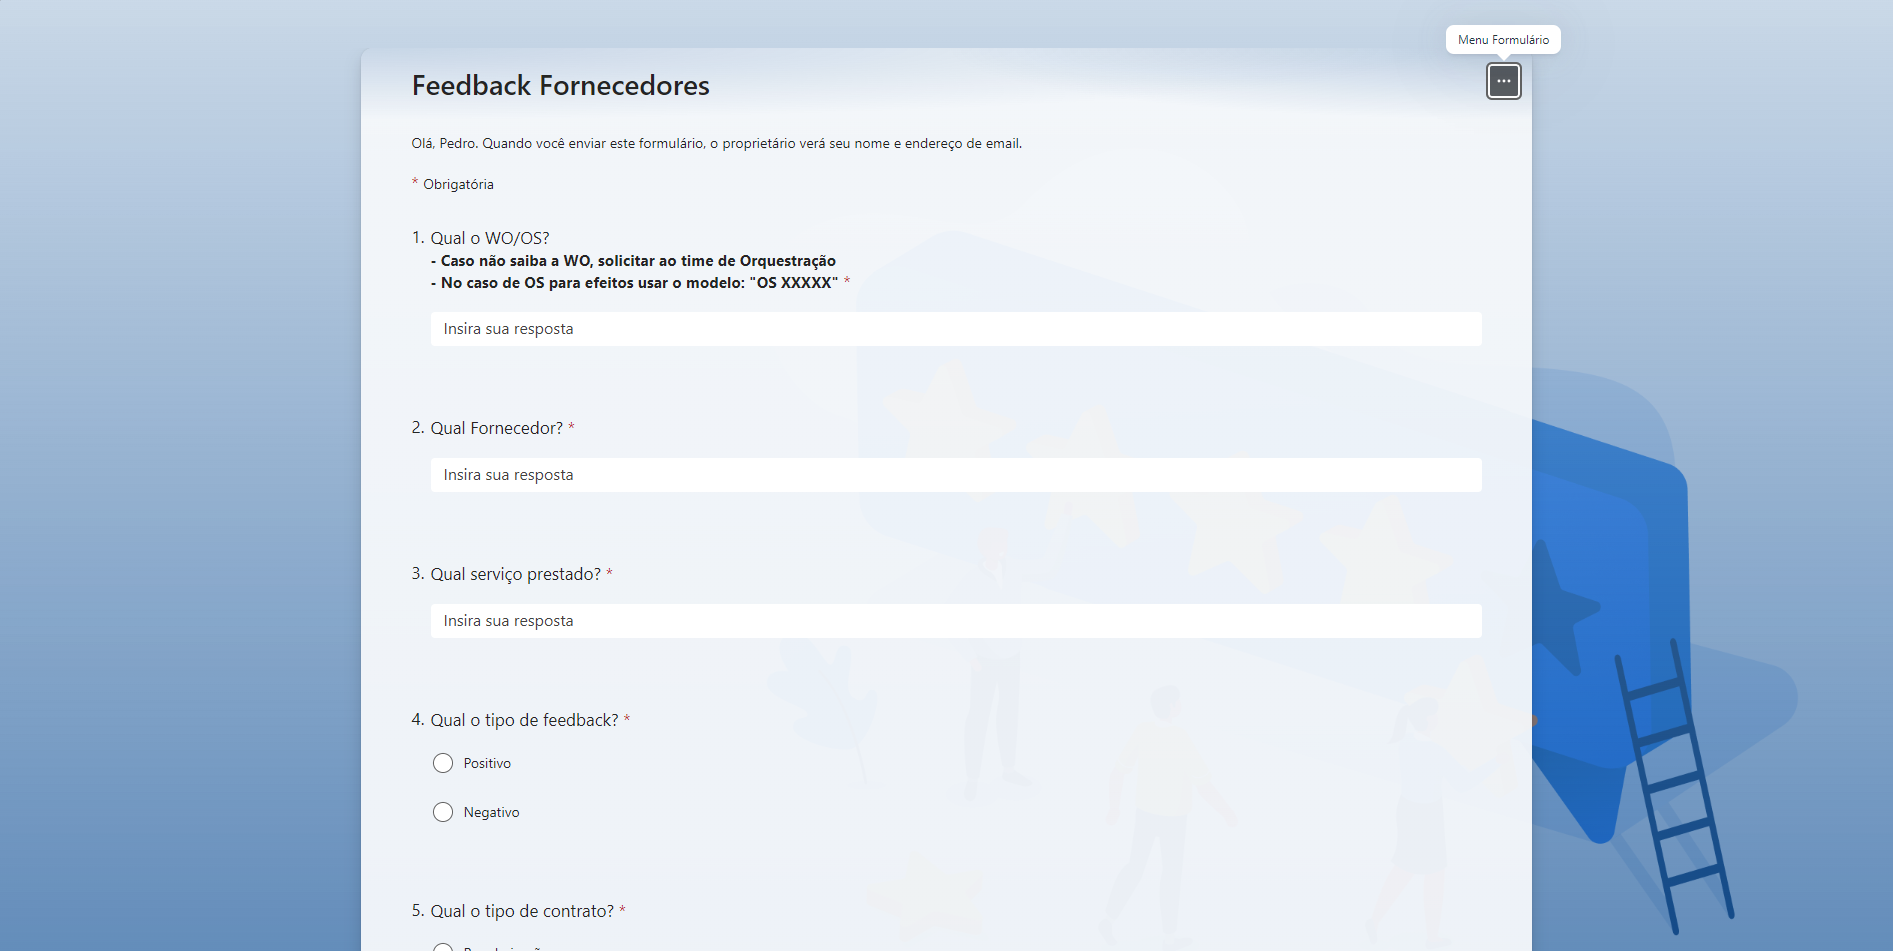 Menu Formulário
Feedback Fornecedores
Olá, Pedro. Quando você enviar este formulário, o proprietário verá seu nome e endereço de email.
* Obrigatória
1. Qual o WO/OS?
- Caso não saiba a WO, solicitar ao time de Orquestração
- No caso de OS para efeitos usar o modelo: "OS XXXXX" *
Insira sua resposta
2. Qual Fornecedor? *
Insira sua resposta
3. Qual serviço prestado? *
Insira sua resposta
4. Qual o tipo de feedback? *
Positivo
Negativo
5. Qual o tipo de contrato? *